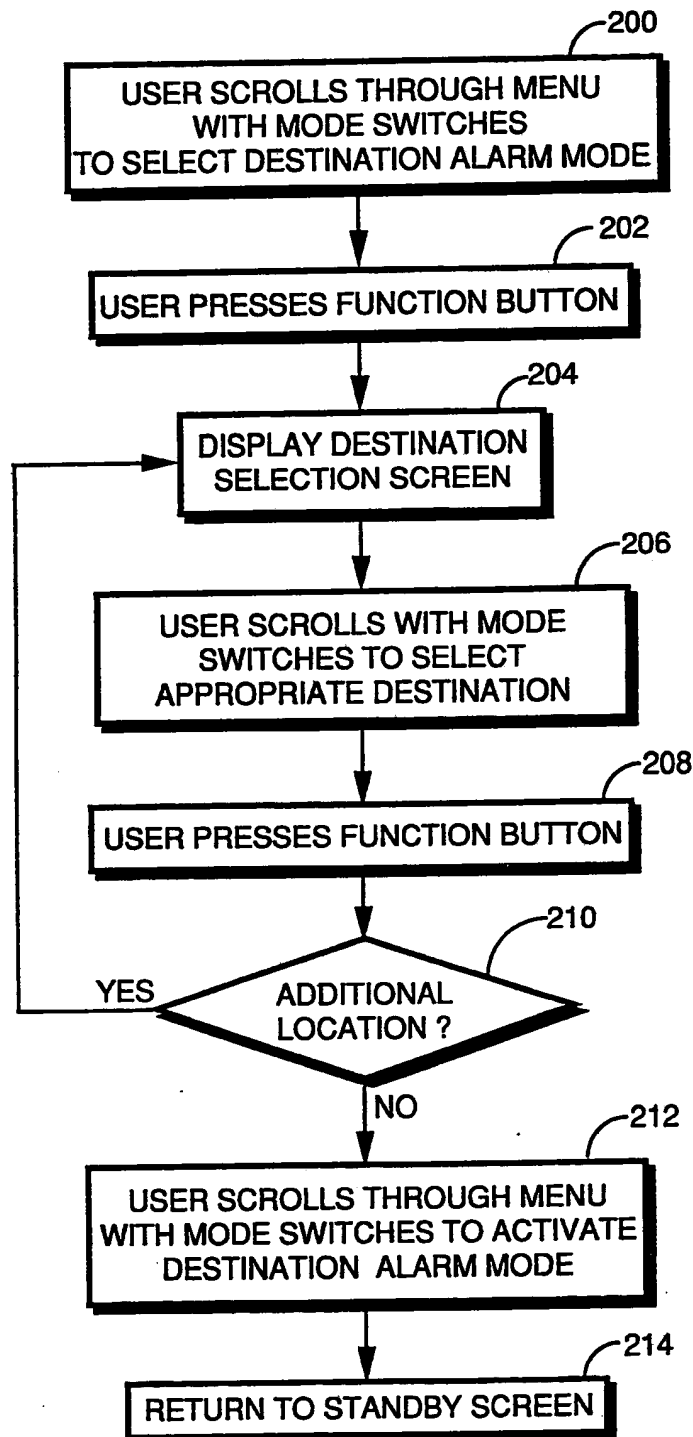 200
USER SCROLLS THROUGH MENU
WITH MODE SWITCHES
TO SELECT DESTINATION ALARM MODE
202
USER PRESSES FUNCTION BUTTON
204
DISPLAY DESTINATION
SELECTION SCREEN
206
USER SCROLLS WITH MODE
SWITCHES TO SELECT
APPROPRIATE DESTINATION
208
USER PRESSES FUNCTION BUTTON
210
YES
ADDITIONAL
LOCATION ?
NO
212
USER SCROLLS THROUGH MENU
WITH MODE SWITCHES TO ACTIVATE
DESTINATION ALARM MODE
214
RETURN TO STANDBY SCREEN